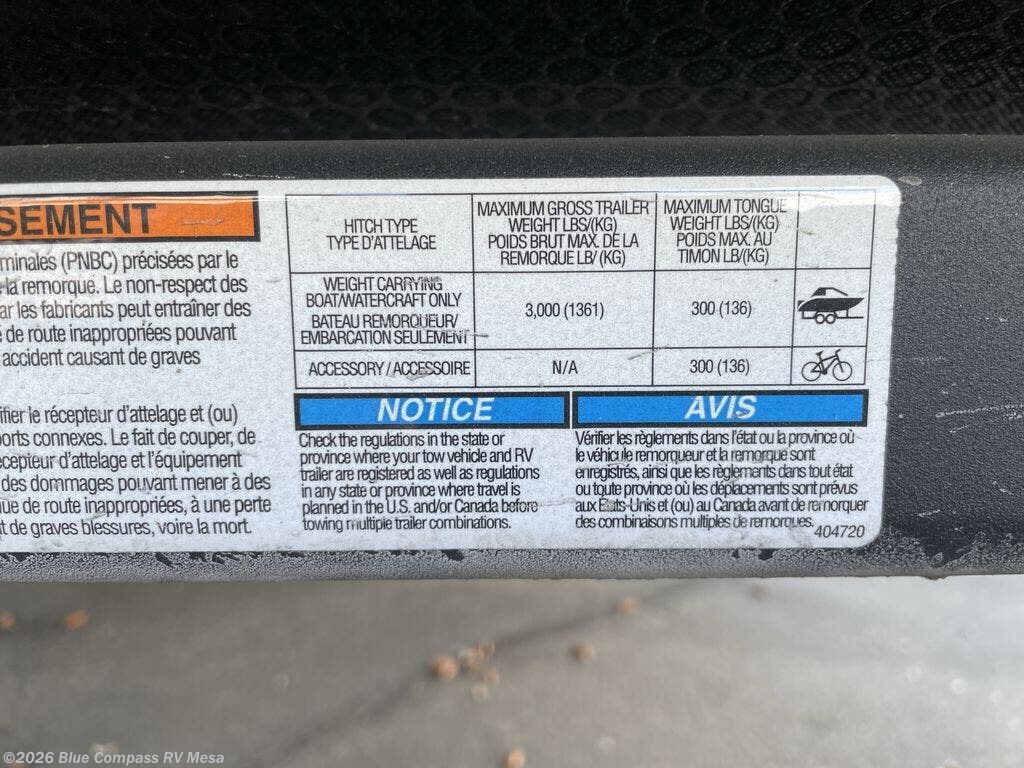 SEMENT
minales (PNBC) précisées par le
la remorque. Le non-respect des
ar les fabricants peut entraîner des
de route inappropriées pouvant
accident causant de graves
ifier le récepteur d'attelage et (ou)
ports connexes. Le fait de couper, de
écepteur d'attelage et l'équipement
des dommages pouvant mener à des
ue de route inappropriées, à une perte
t de graves blessures, voire la mort.
HITCH TYPE
TYPE D'ATTELAGE
MAXIMUM GROSS TRAILER
WEIGHT LBS/(KG)
POIDS BRUT MAX. DE LA
REMORQUE LB/ (KG)
MAXIMUM TONGUE
WEIGHT LBS/(KG)
POIDS MAX. AU
TIMON LB/(KG)
WEIGHT CARRYING
BOAT/WATERCRAFT ONLY
BATEAU REMORQUEUR/
EMBARCATION SEULEMENT
3,000 (1361)
300 (136)
ACCESSORY / ACCESSOIRE
N/A
300 (136)
NOTICE
Check the regulations in the state or
province where your tow vehicle and RV
trailer are registered as well as regulations
in any state or province where travel is
planned in the U.S. and/or Canada before
towing multiple trailer combinations.
AVIS
Vérifier les règlements dans l'état ou la province où
le véhicule remorqueur et la remorque sont
enregistrés, ainsi que les règlements dans tout état
ou toute province où les déplacements sont prévus
aux États-Unis et (ou) au Canada avant de remorquer
des combinaisons multiples de remorques.
404720
©2026 Blue Compass RV Mesa